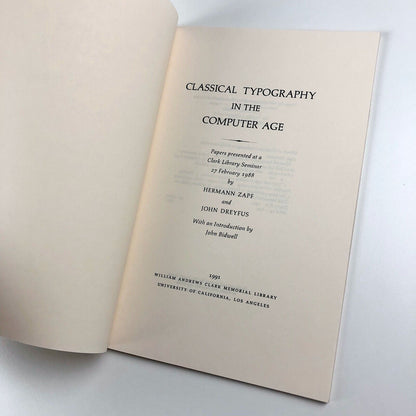 CLASSICAL TYPOGRAPHY
IN THE
COMPUTER AGE
Papers presented at a
Clark Library Seminar
27 February 1988
by
HERMANN ZAPF
and
JOHN DREYFUS
With an Introduction by
John Bidwell
1991
WILLIAM ANDREWS CLARK MEMORIAL LIBRARY
UNIVERSITY OF CALIFORNIA, LOS ANGELES